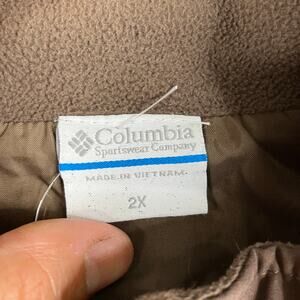 Columbia
Sportswear Company
MADE IN VIETNAM
2X